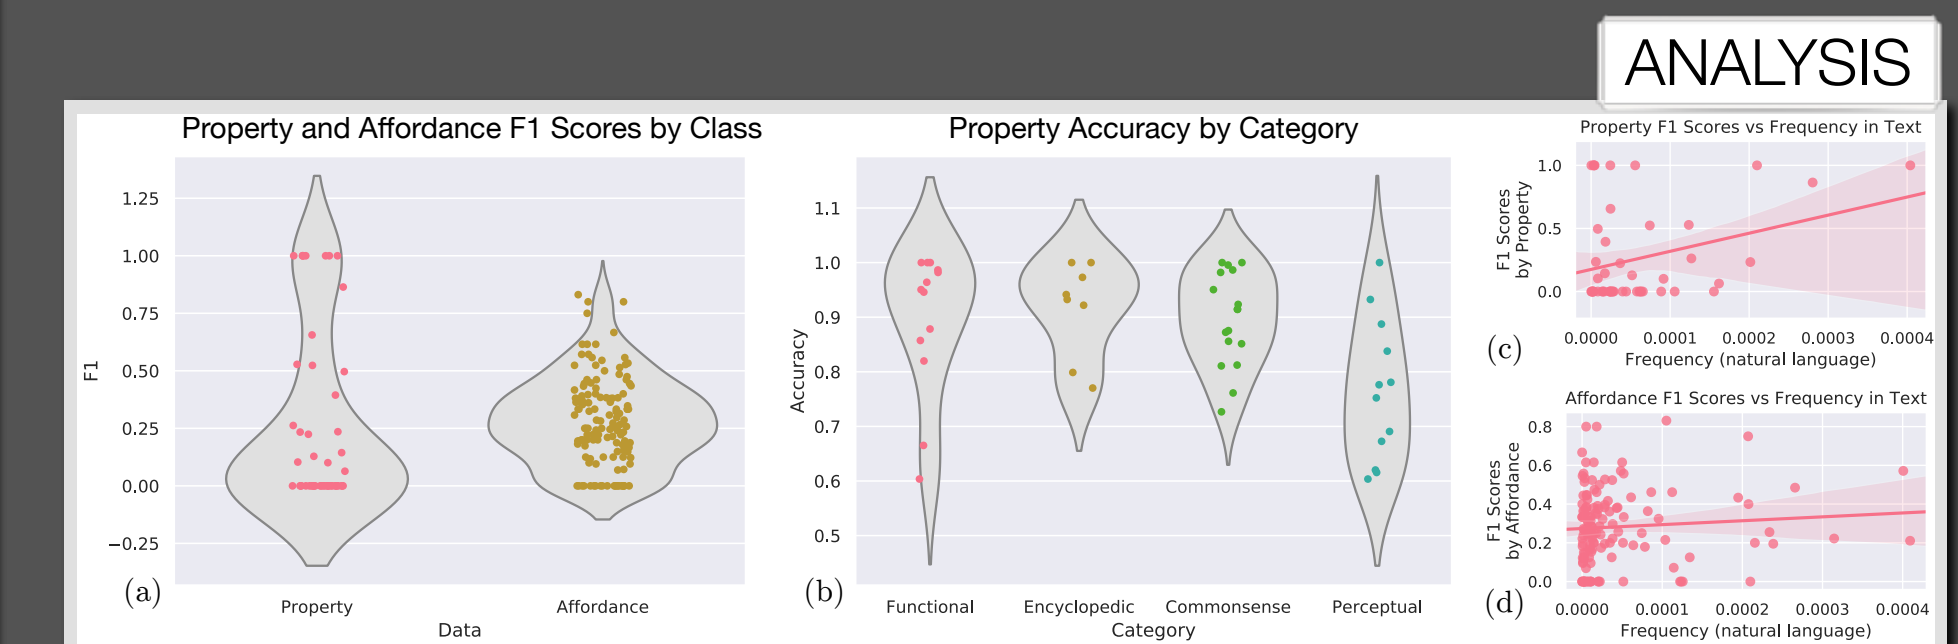 ANALYSIS
Property and Affordance F1 Scores by Class
1.25
1.00
0.75
0.50
0.25
0.00
−0.25
F1
(a)
Property Affordance
Data
Property Accuracy by Category
1.1
1.0
0.9
0.8
0.7
0.6
0.5
Accuracy
(b)
Functional Encyclopedic Commonsense Perceptual
Category
Property F1 Scores vs Frequency in Text
1.0
0.5
0.0
F1 Scores
by Property
(c)
0.0000 0.0001 0.0002 0.0003 0.0004
Frequency (natural language)
Affordance F1 Scores vs Frequency in Text
0.8
0.6
0.4
0.2
0.0
F1 Scores
by Affordance
(d)
0.0000 0.0001 0.0002 0.0003 0.0004
Frequency (natural language)